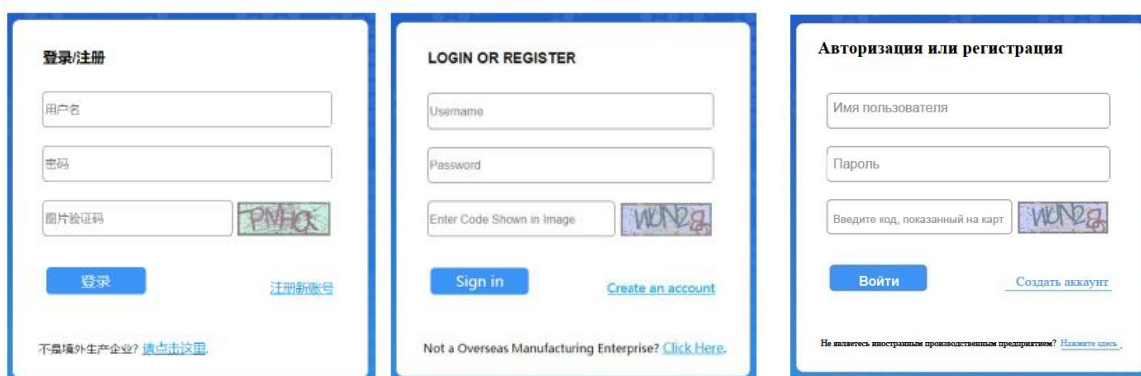 登录/注册
用户名
密码
图片验证码
PNHCK
登录
注册新账号
不是境外生产企业? 请点击这里.
LOGIN OR REGISTER
Username
Password
Enter Code Shown in Image
Sign in
Create an account
Not a Overseas Manufacturing Enterprise? Click Here.
Авторизация или регистрация
Имя пользователя
Пароль
Введите код, показанный на карт
Войти
Создать аккаунт
Не являетесь иностранным производственным предприятием? Нажмите здесь .